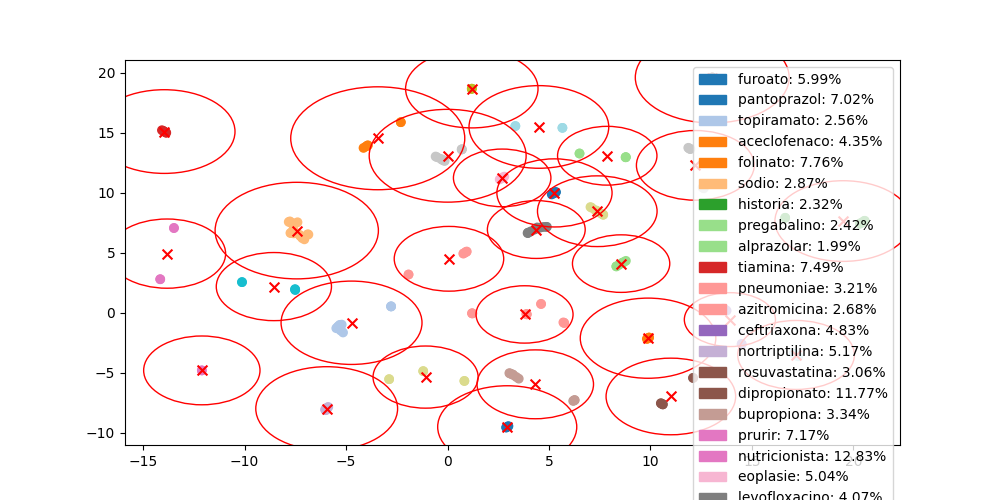 20
15
10
5
0
−5
−10
−15
−10
−5
0
5
10
15
20
furoato: 5.99%
pantoprazol: 7.02%
topiramato: 2.56%
aceclofenaco: 4.35%
folinato: 7.76%
sodio: 2.87%
historia: 2.32%
pregabalino: 2.42%
alprazolar: 1.99%
tiamina: 7.49%
pneumoniae: 3.21%
azitromicina: 2.68%
ceftriaxona: 4.83%
nortriptilina: 5.17%
rosuvastatina: 3.06%
dipropionato: 11.77%
bupropiona: 3.34%
prurir: 7.17%
nutricionista: 12.83%
eoplasie: 5.04%
levofloxacino: 4.07%